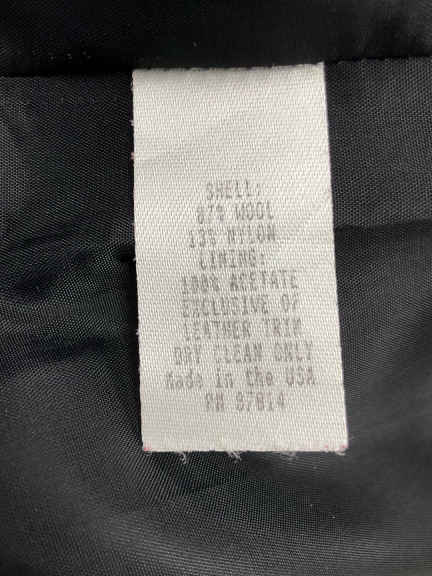 SHELL:
87% WOOL
13% NYLON
LINING:
100% ACETATE
EXCLUSIVE OF
LEATHER TRIM
DRY CLEAN ONLY
Made in the USA
RN 87014